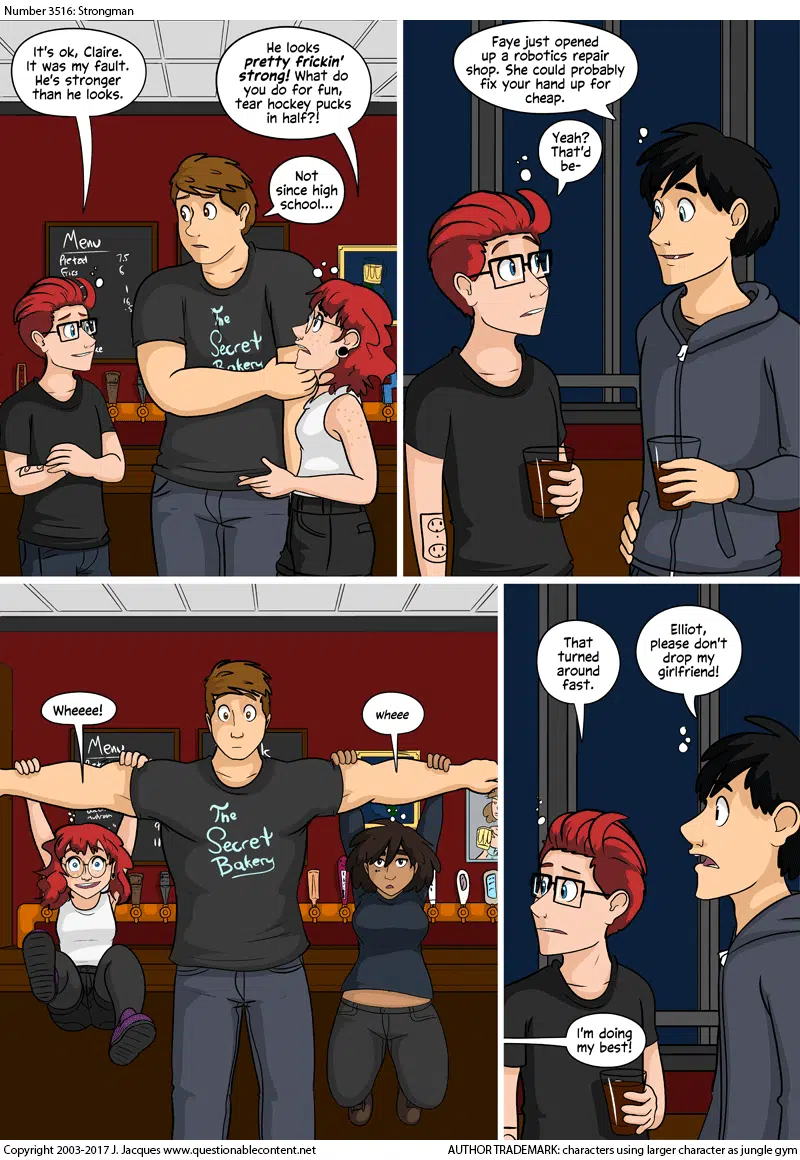 Number 3516: Strongman
It's ok, Claire.
It was my fault.
He's stronger
than he looks.
He looks
pretty frickin'
strong! What do
you do for fun,
tear hockey pucks
in half?!
Not
since high
school...
Menu
7.5
6
The
Secret
Bakery
Faye just opened
up a robotics repair
shop. She could probably
fix your hand up for
cheap.
Yeah?
That'd
be-
Wheeee!
wheee
Menu
The
Secret
Bakery
That
turned
around
fast.
Elliot,
please don't
drop my
girlfriend!
I'm doing
my best!
Copyright 2003-2017 J. Jacques www.questionablecontent.net
AUTHOR TRADEMARK: characters using larger character as jungle gym